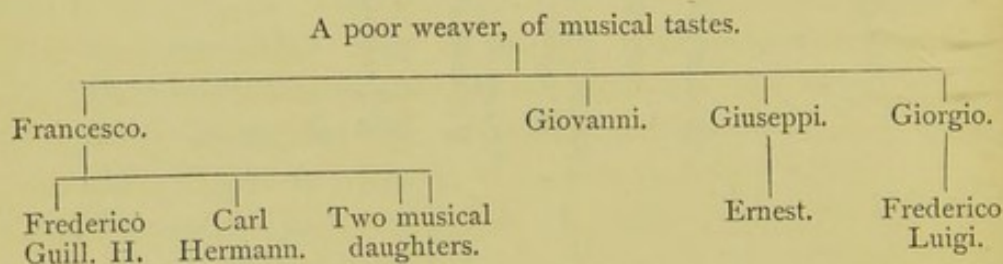 A poor weaver, of musical tastes.
Francesco. Giovanni. Giuseppi. Giorgio.
Frederico Carl Two musical Ernest. Frederico
Guill. H. Hermann. daughters. Luigi.